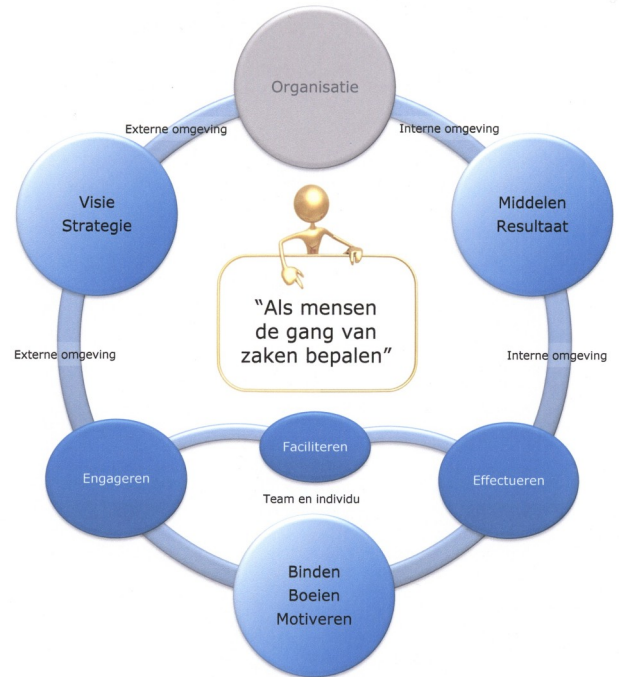 Organisatie
Externe omgeving
Interne omgeving
Visie
Strategie
Middelen
Resultaat
“Als mensen
de gang van
zaken bepalen”
Externe omgeving
Interne omgeving
Faciliteren
Engageren
Effectueren
Team en individu
Binden
Boeien
Motiveren